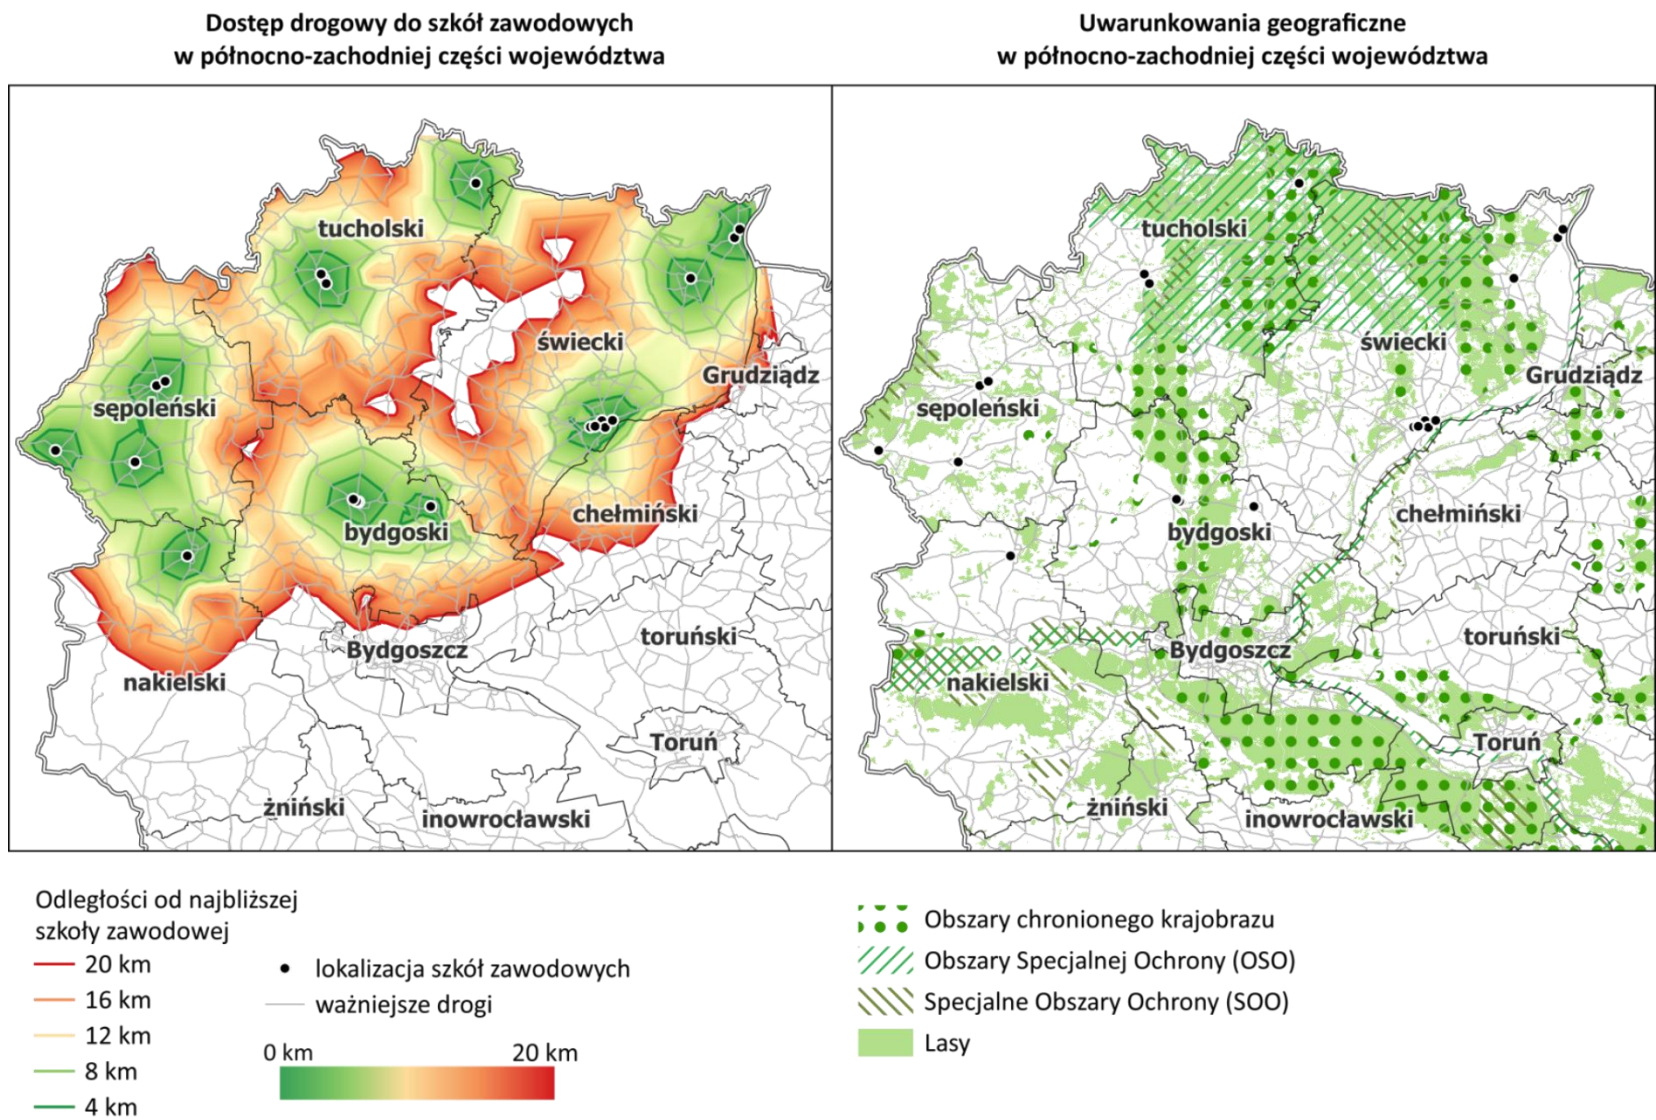 Dostęp drogowy do szkół zawodowych
w północno-zachodniej części województwa
Uwarunkowania geograficzne
w północno-zachodniej części województwa
tucholski
świecki
Grudziądz
sępoleński
chełmiński
bydgoski
toruński
Bydgoszcz
nakielski
Toruń
żniński
inowrocławski
tucholski
świecki
Grudziądz
sępoleński
chełmiński
bydgoski
toruński
Bydgoszcz
nakielski
Toruń
żniński
inowrocławski
Odległości od najbliższej
szkoły zawodowej
20 km
16 km
12 km
8 km
4 km
lokalizacja szkół zawodowych
ważniejsze drogi
0 km 20 km
Obszary chronionego krajobrazu
Obszary Specjalnej Ochrony (OSO)
Specjalne Obszary Ochrony (SOO)
Lasy